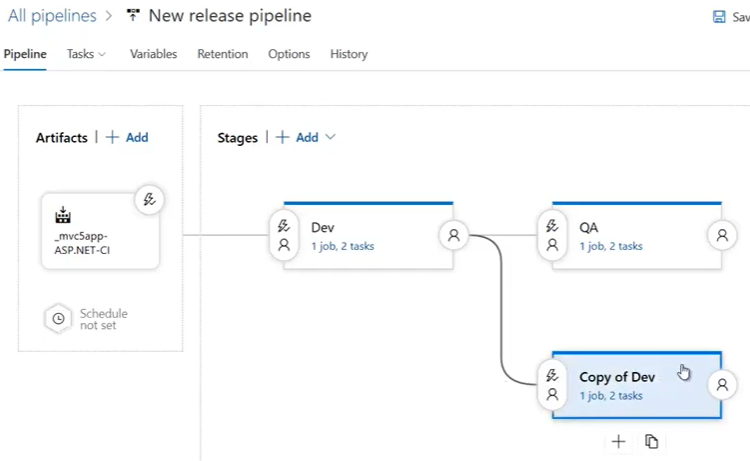 All pipelines > New release pipeline
Sav
Pipeline Tasks Variables Retention Options History
Artifacts | + Add
Stages | + Add
_mvc5app-
ASP.NET-CI
Schedule
not set
Dev
1 job, 2 tasks
QA
1 job, 2 tasks
Copy of Dev
1 job, 2 tasks